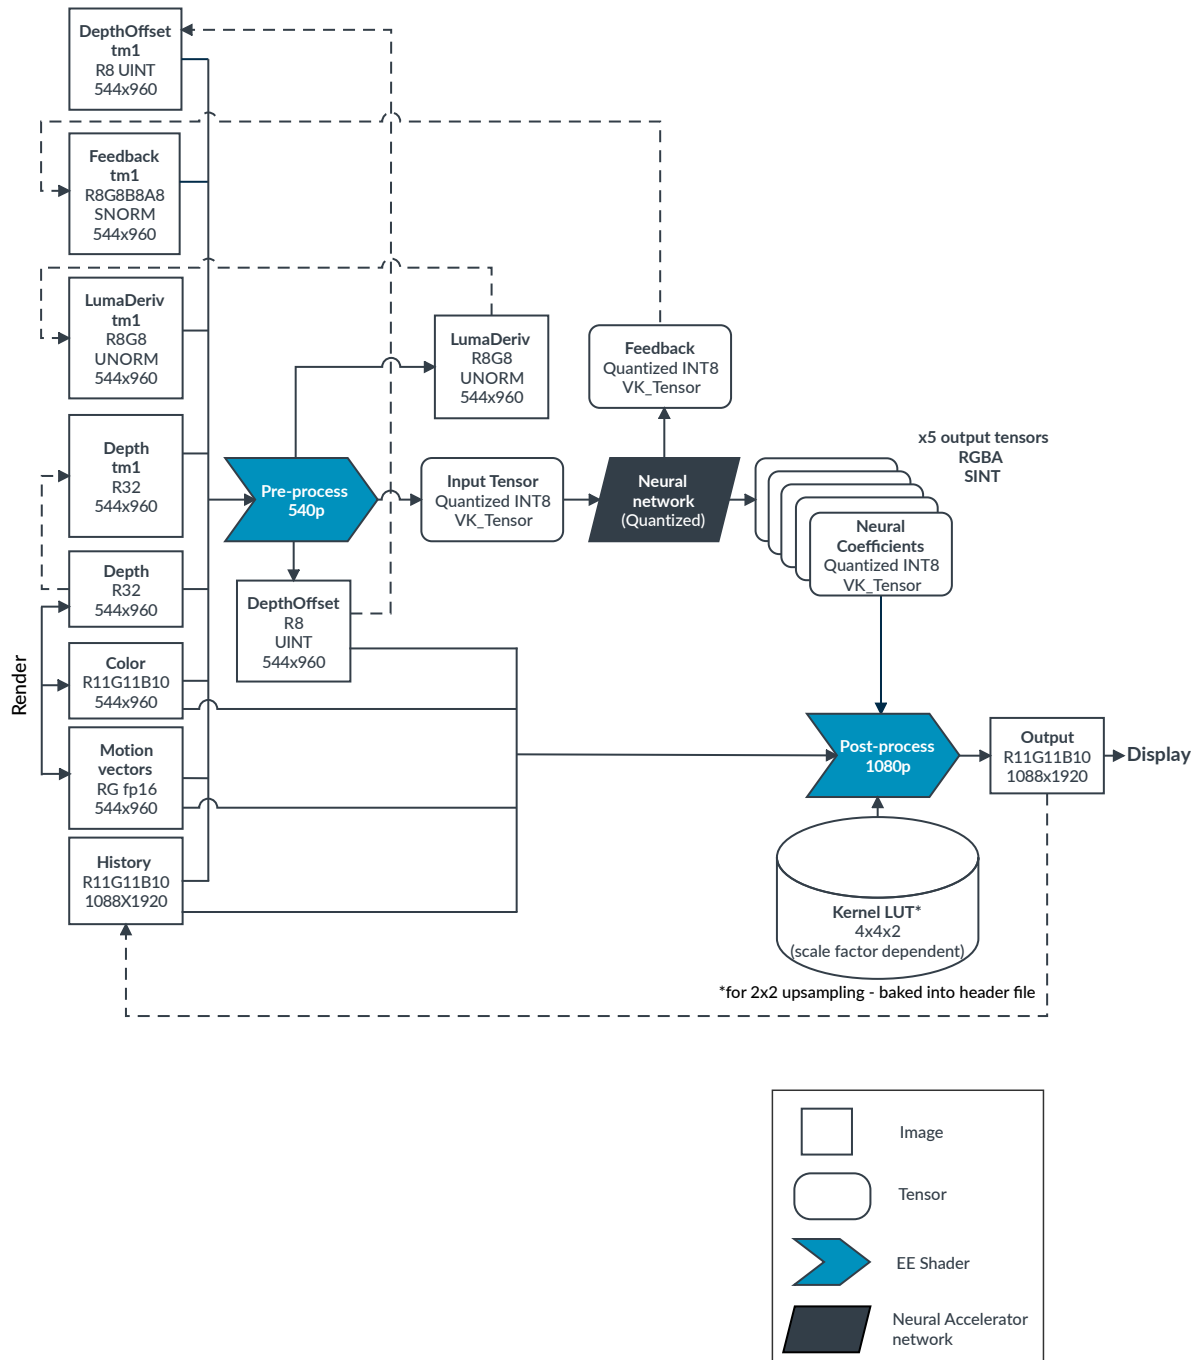 DepthOffset
tm1
R8 UINT
544x960
Feedback
tm1
R8G8B8A8
SNORM
544x960
LumaDeriv
tm1
R8G8
UNORM
544x960
Depth
tm1
R32
544x960
Depth
R32
544x960
Render
Color
R11G11B10
544x960
Motion
vectors
RG fp16
544x960
History
R11G11B10
1088X1920
Pre-process
540p
LumaDeriv
R8G8
UNORM
544x960
DepthOffset
R8
UINT
544x960
Input Tensor
Quantized INT8
VK_Tensor
Feedback
Quantized INT8
VK_Tensor
Neural
network
(Quantized)
x5 output tensors
RGBA
SINT
Neural
Coefficients
Quantized INT8
VK_Tensor
Post-process
1080p
Output
R11G11B10
1088x1920
Display
Kernel LUT*
4x4x2
(scale factor dependent)
*for 2x2 upsampling - baked into header file
Image
Tensor
EE Shader
Neural Accelerator
network